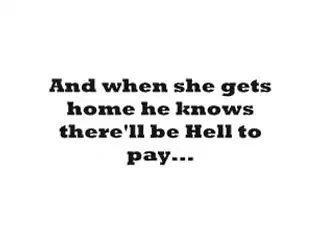 And when she gets
home he knows
there'll be Hell to
pay...